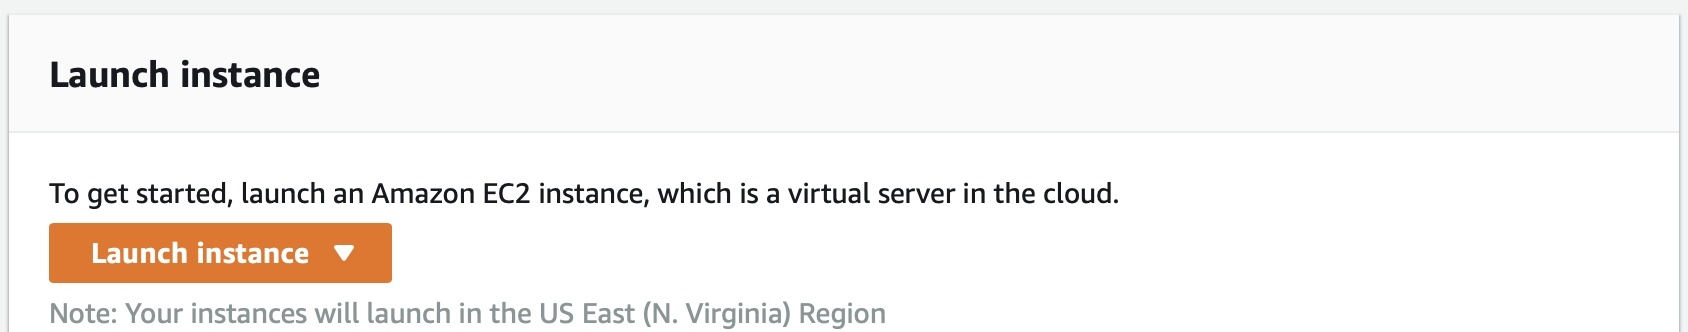 Launch instance
To get started, launch an Amazon EC2 instance, which is a virtual server in the cloud.
Launch instance
Note: Your instances will launch in the US East (N. Virginia) Region